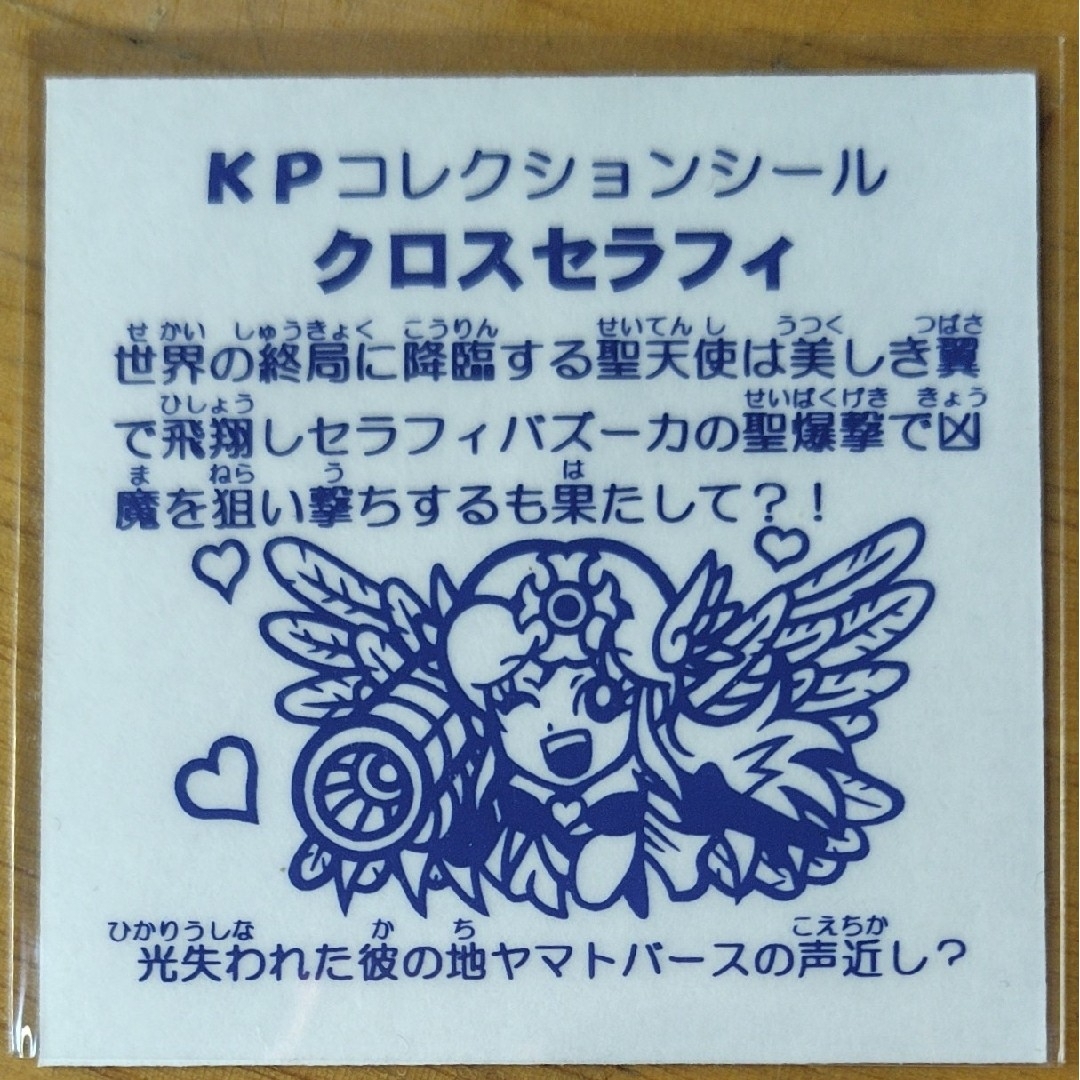 KPコレクションシール
クロスセラフィ
せかい しゅうきょく こうりん せいてんし うつく つばさ
世界の終局に降臨する聖天使は美しき翼
ひしょう せいばくげき きょう
で飛翔しセラフィバズーカの聖爆撃で凶
ま ねら う は
魔を狙い撃ちするも果たして?!
ひかりうしな か ち こえちか
光失われた彼の地ヤマトバースの声近し?